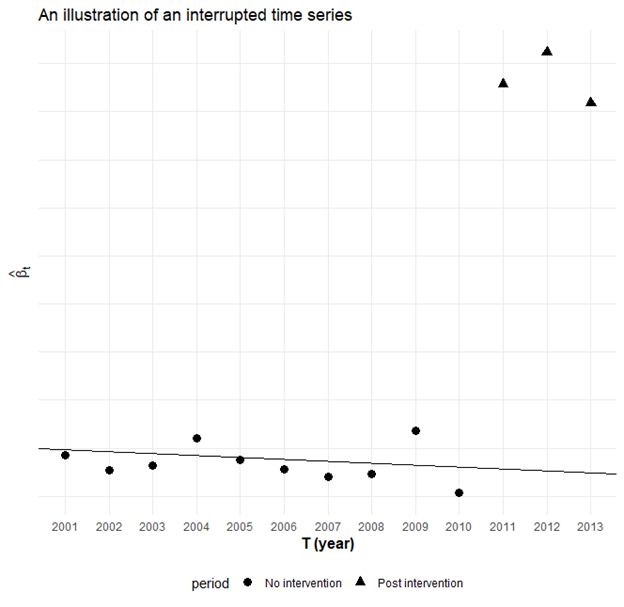 An illustration of an interrupted time series
β̂t
2001 2002 2003 2004 2005 2006 2007 2008 2009 2010 2011 2012 2013
T (year)
period No intervention Post intervention